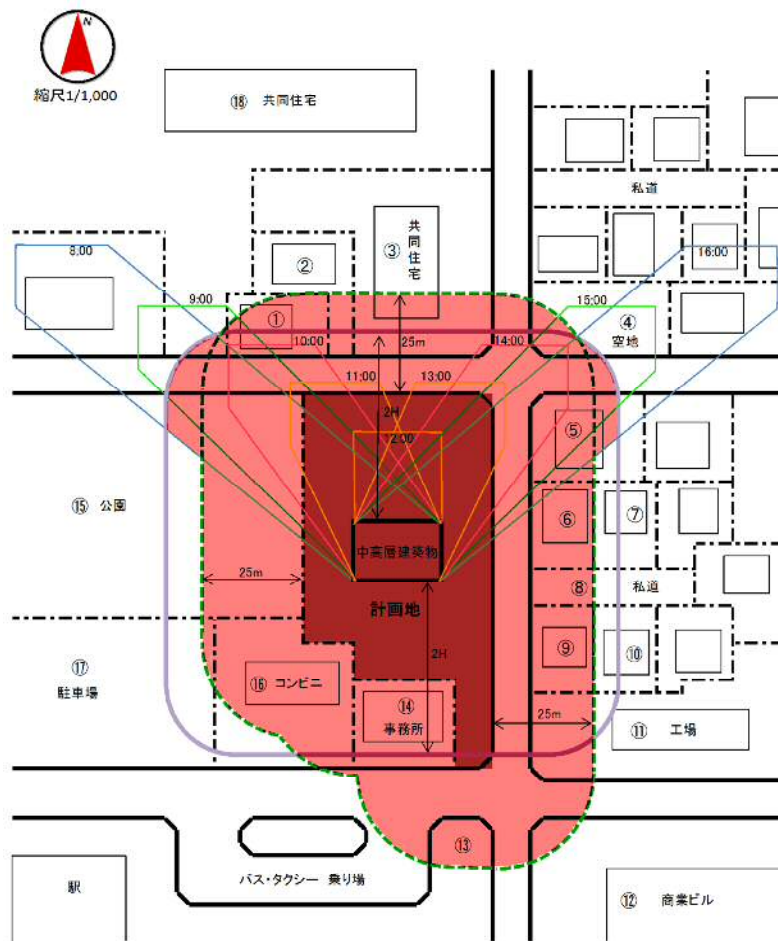 N
縮尺1/1,000
⑱ 共同住宅
私道
③ 共同住宅
②
8:00
16:00
9:00
15:00
①
④ 空地
10:00
25m
14:00
11:00
13:00
2H
12:00
⑤
⑮ 公園
⑥
⑦
中高層建築物
25m
⑧ 私道
計画地
⑨
⑩
2H
⑰ 駐車場
⑯ コンビニ
⑭ 事務所
25m
⑪ 工場
⑬
バス・タクシー 乗り場
駅
⑫ 商業ビル